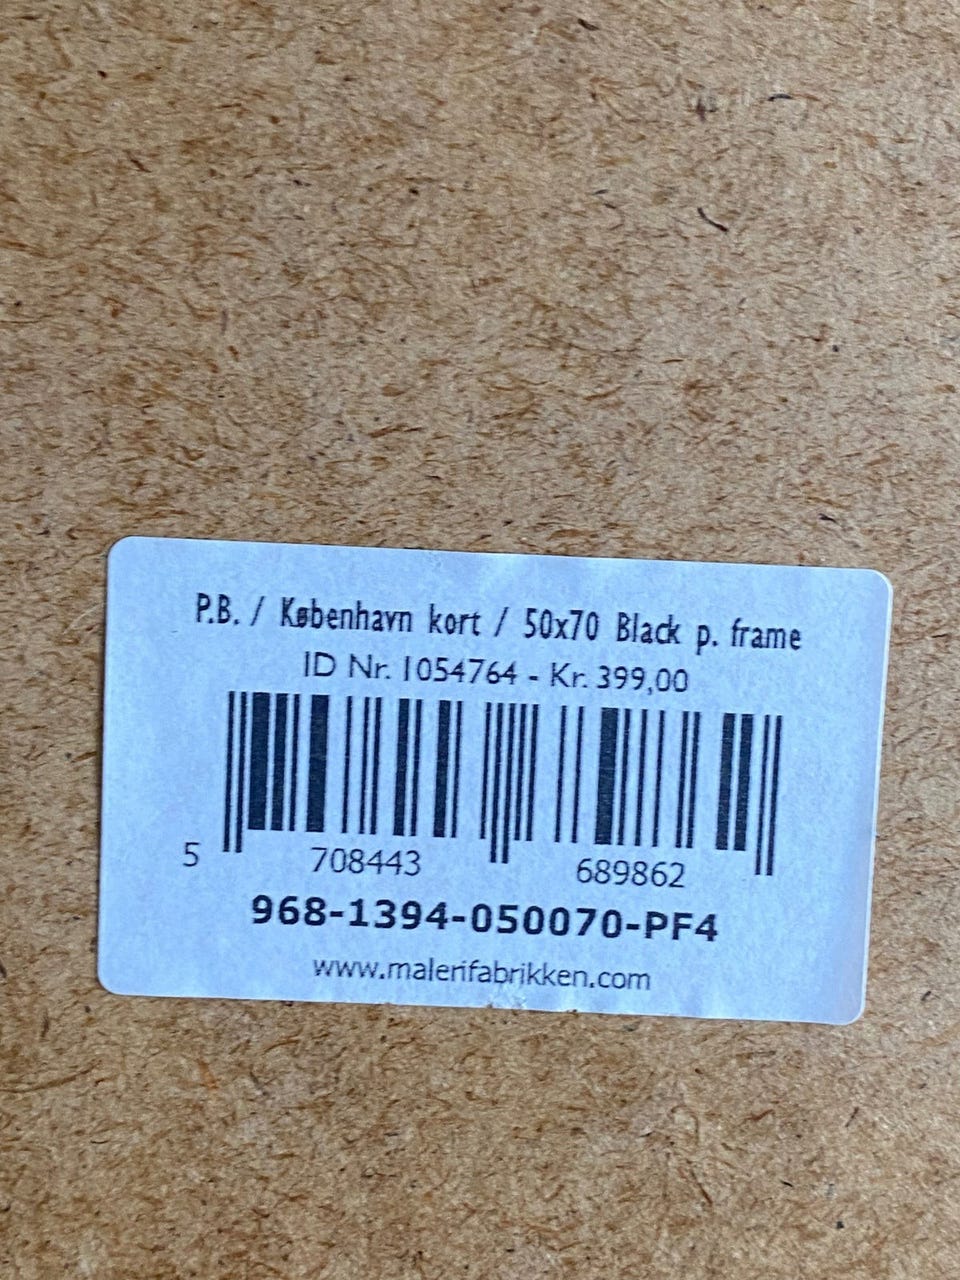 P.B. / København kort / 50x70 Black p. frame
ID Nr. 1054764 - Kr. 399,00
5 708443 689862
968-1394-050070-PF4
www.malerifabrikken.com